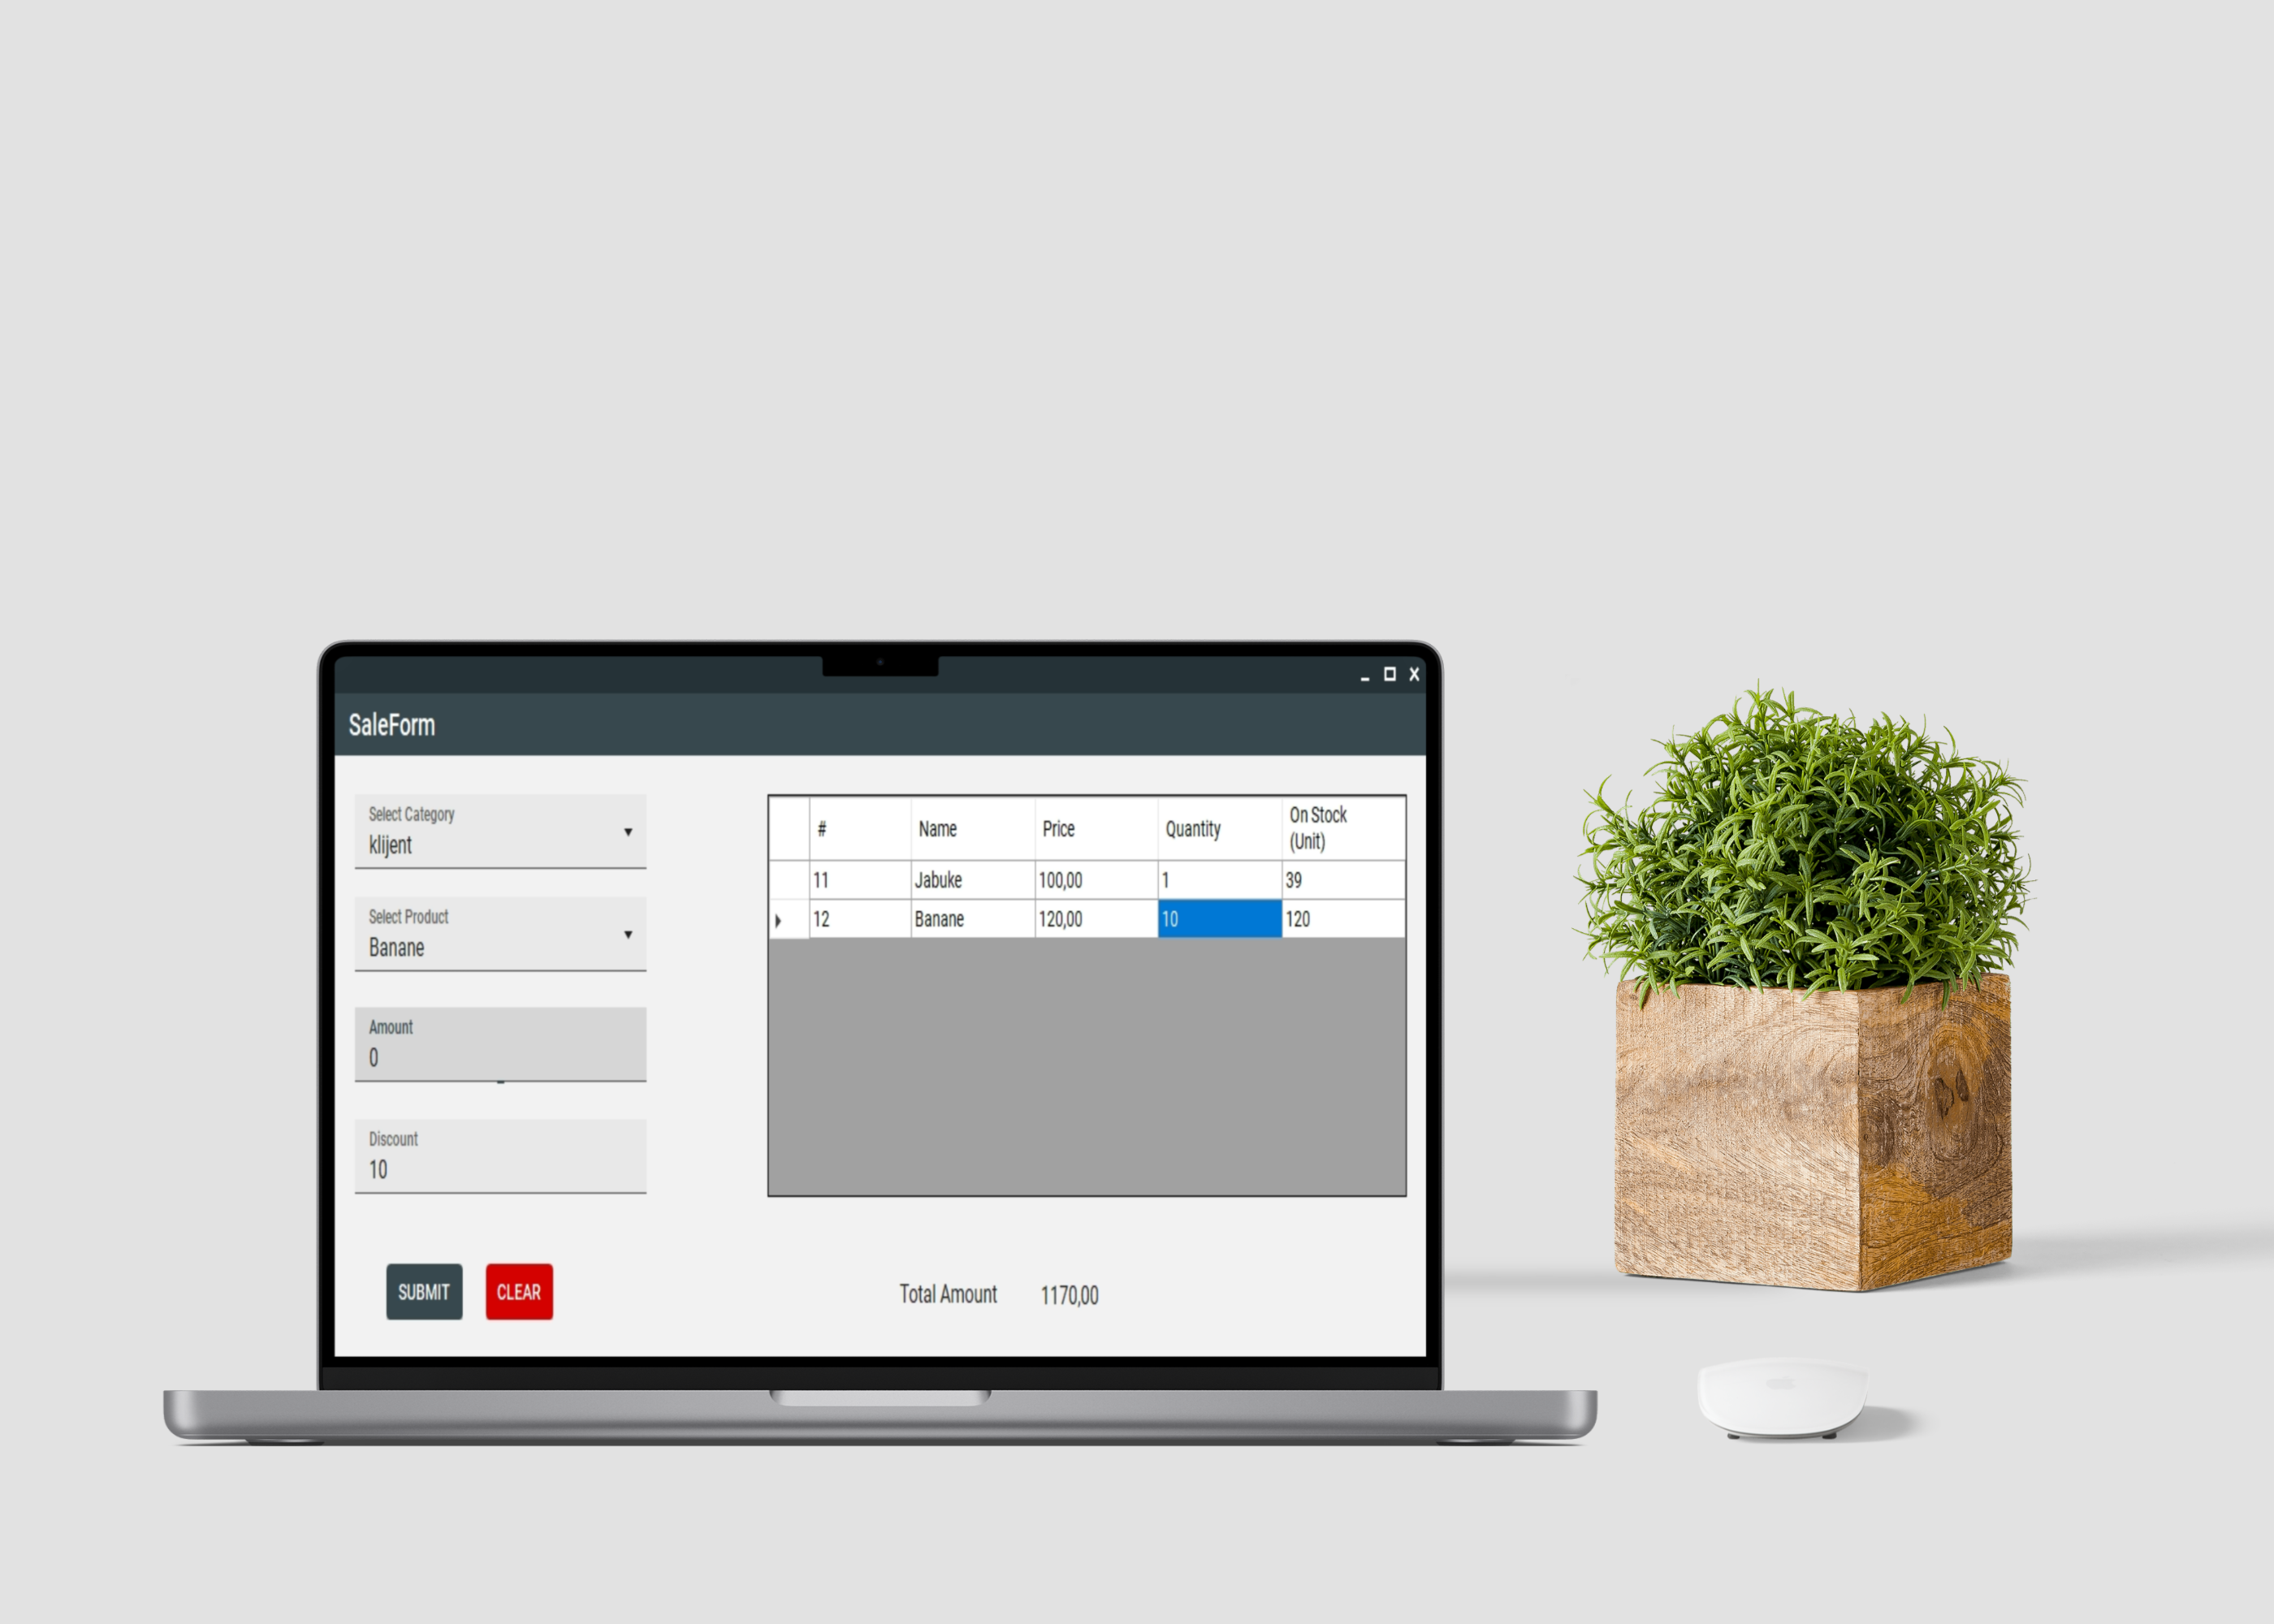 SaleForm
Select Category
klijent
Select Product
Banane
Amount
0
Discount
10
SUBMIT CLEAR
# Name Price Quantity On Stock
(Unit)
11 Jabuke 100,00 1 39
12 Banane 120,00 10 120
Total Amount 1170,00